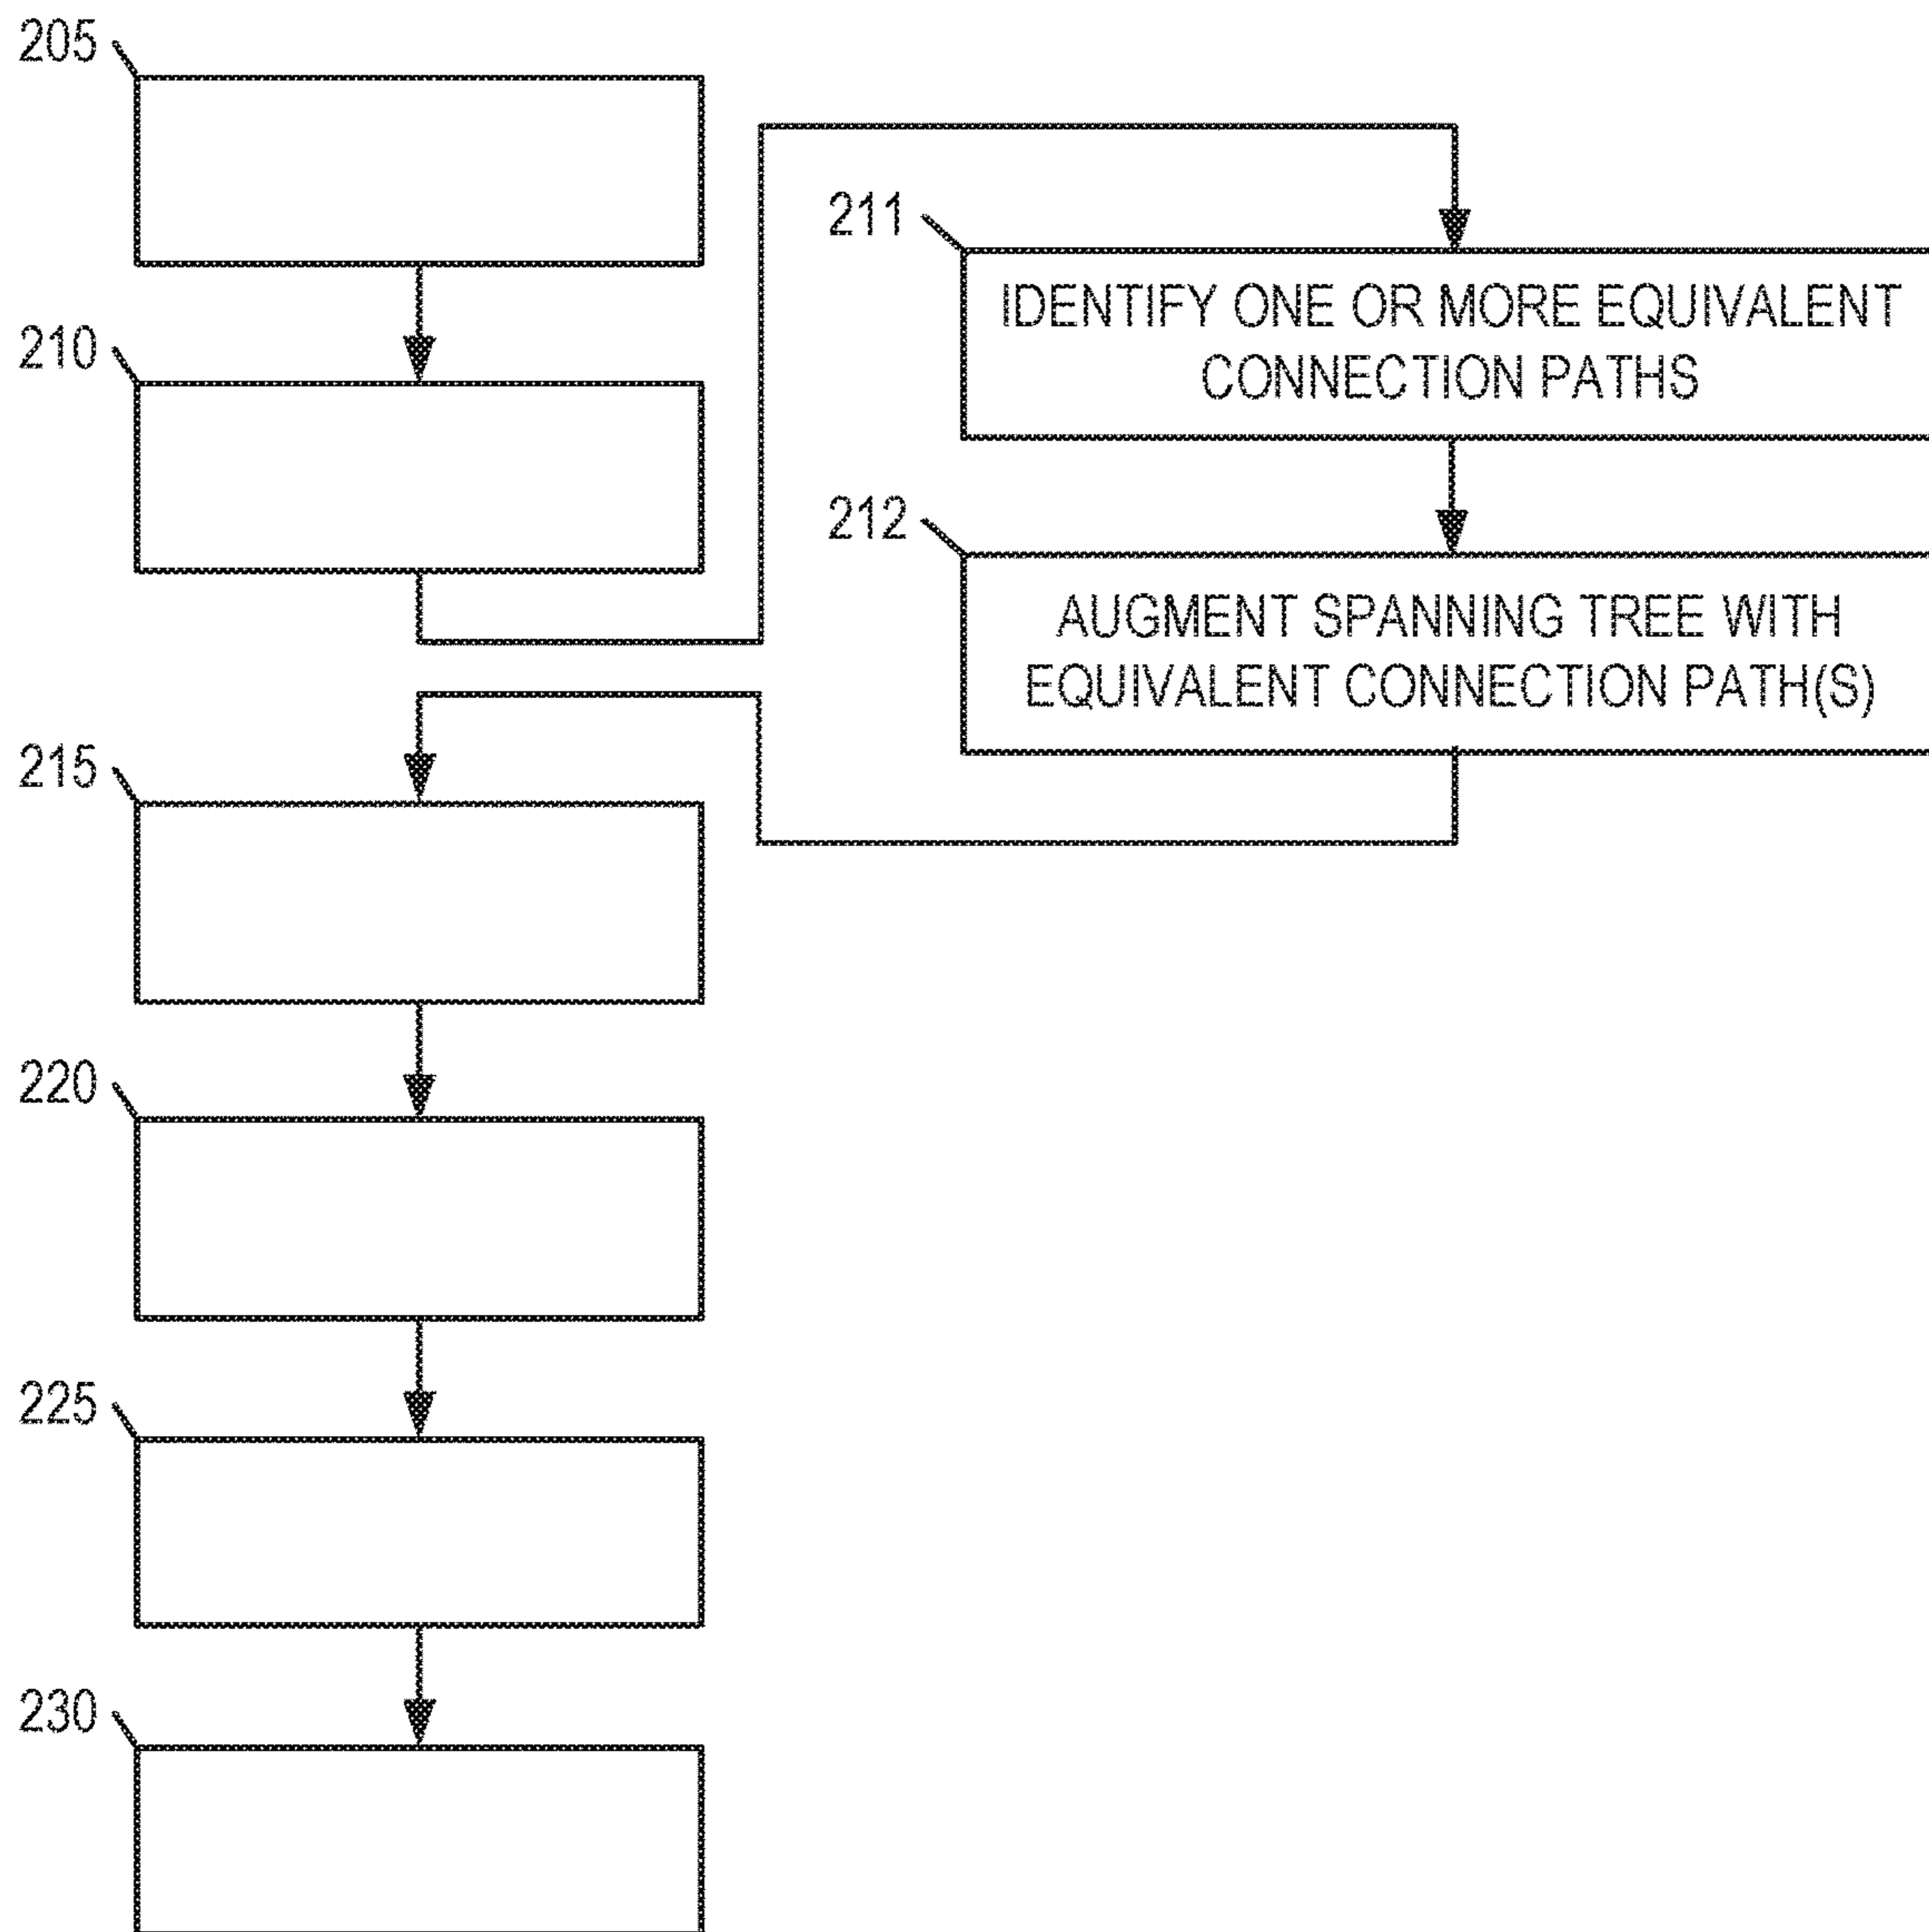 205
210
211
IDENTIFY ONE OR MORE EQUIVALENT
CONNECTION PATHS
212
AUGMENT SPANNING TREE WITH
EQUIVALENT CONNECTION PATH(S)
215
220
225
230